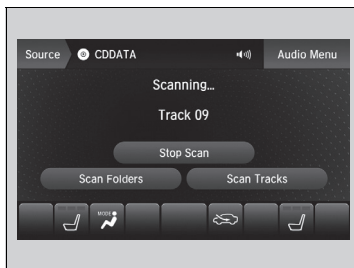 Source CDDATA Audio Menu
Scanning...
Track 09
Stop Scan
Scan Folders Scan Tracks
MODE